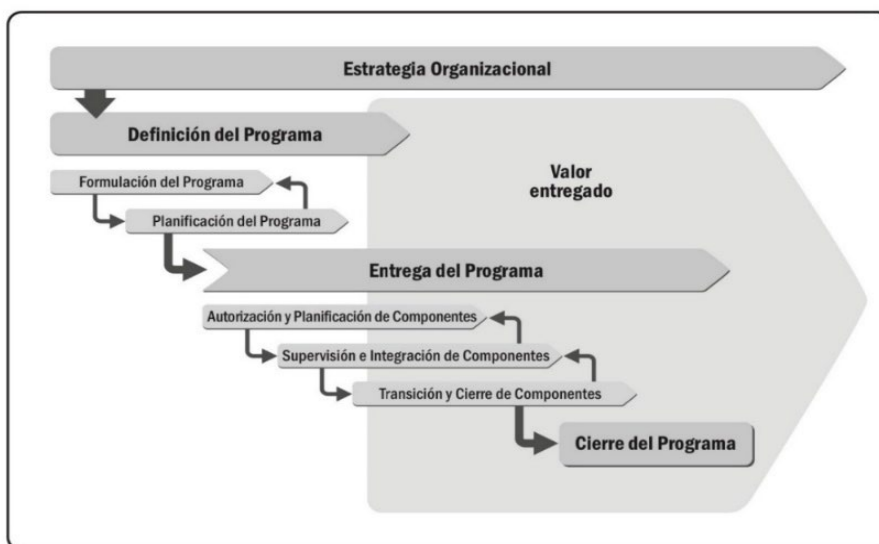 Estrategia Organizacional
Definición del Programa
Valor
entregado
Formulación del Programa
Planificación del Programa
Entrega del Programa
Autorización y Planificación de Componentes
Supervisión e Integración de Componentes
Transición y Cierre de Componentes
Cierre del Programa